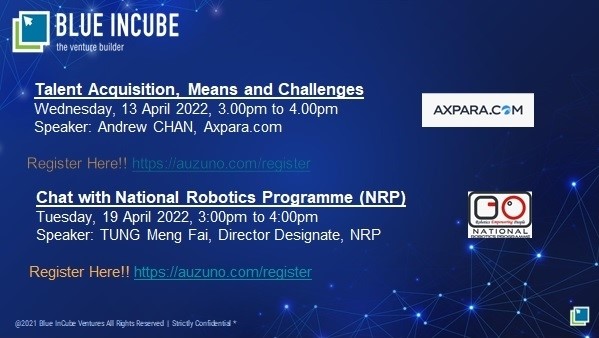 BLUE INCUBE
the venture builder
Talent Acquisition, Means and Challenges
Wednesday, 13 April 2022, 3.00pm to 4.00pm
Speaker: Andrew CHAN, Axpara.com
AXPARA.COM
Register Here!! https://auzuno.com/register
Chat with National Robotics Programme (NRP)
Tuesday, 19 April 2022, 3:00pm to 4:00pm
Speaker: TUNG Meng Fai, Director Designate, NRP
Robotics Empowering People
NATIONAL
ROBOTICS PROGRAMME
Register Here!! https://auzuno.com/register
@2021 Blue InCube Ventures All Rights Reserved | Strictly Confidential *